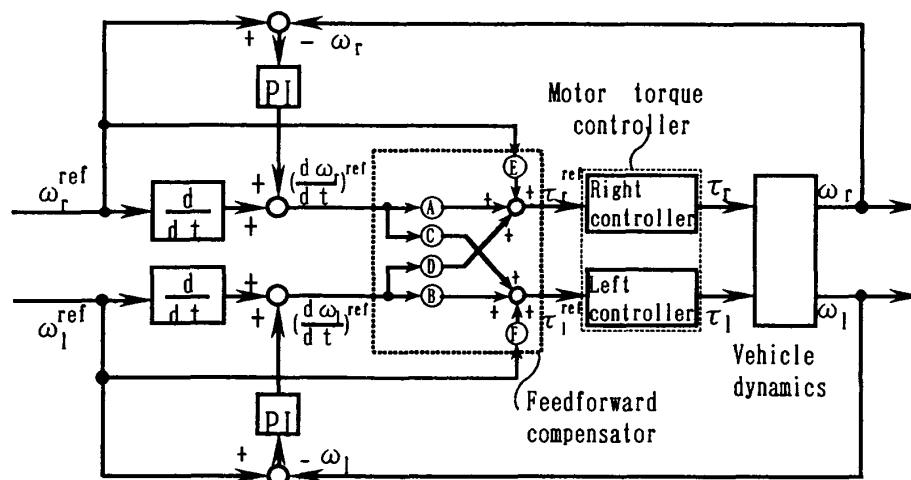 + - ω_r
PI
Motor torque
controller
ω_r^ref
d/dt
+
+
(dω_r/dt)^ref
E
A
C
D
B
F
+ + +
+ + +
τ_r^ref
Right
controller
τ_r
ω_r
ω_l^ref
d/dt
+
+
(dω_l/dt)^ref
τ_l^ref
Left
controller
τ_l
ω_l
Vehicle
dynamics
Feedforward
compensator
PI
+ - ω_l